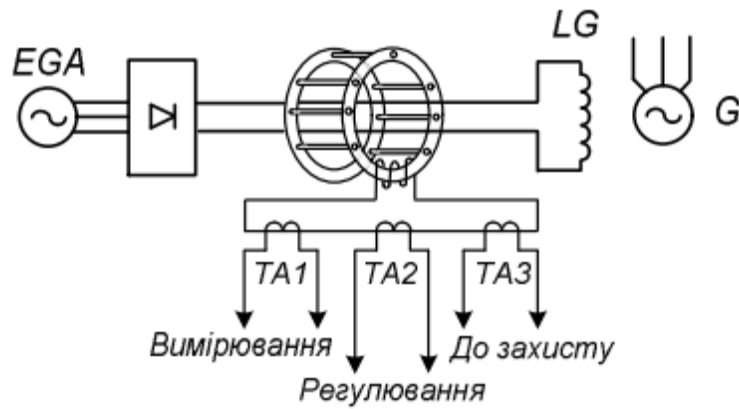 LG
EGA
G
TA1 TA2 TA3
Вимірювання До захисту
Регулювання